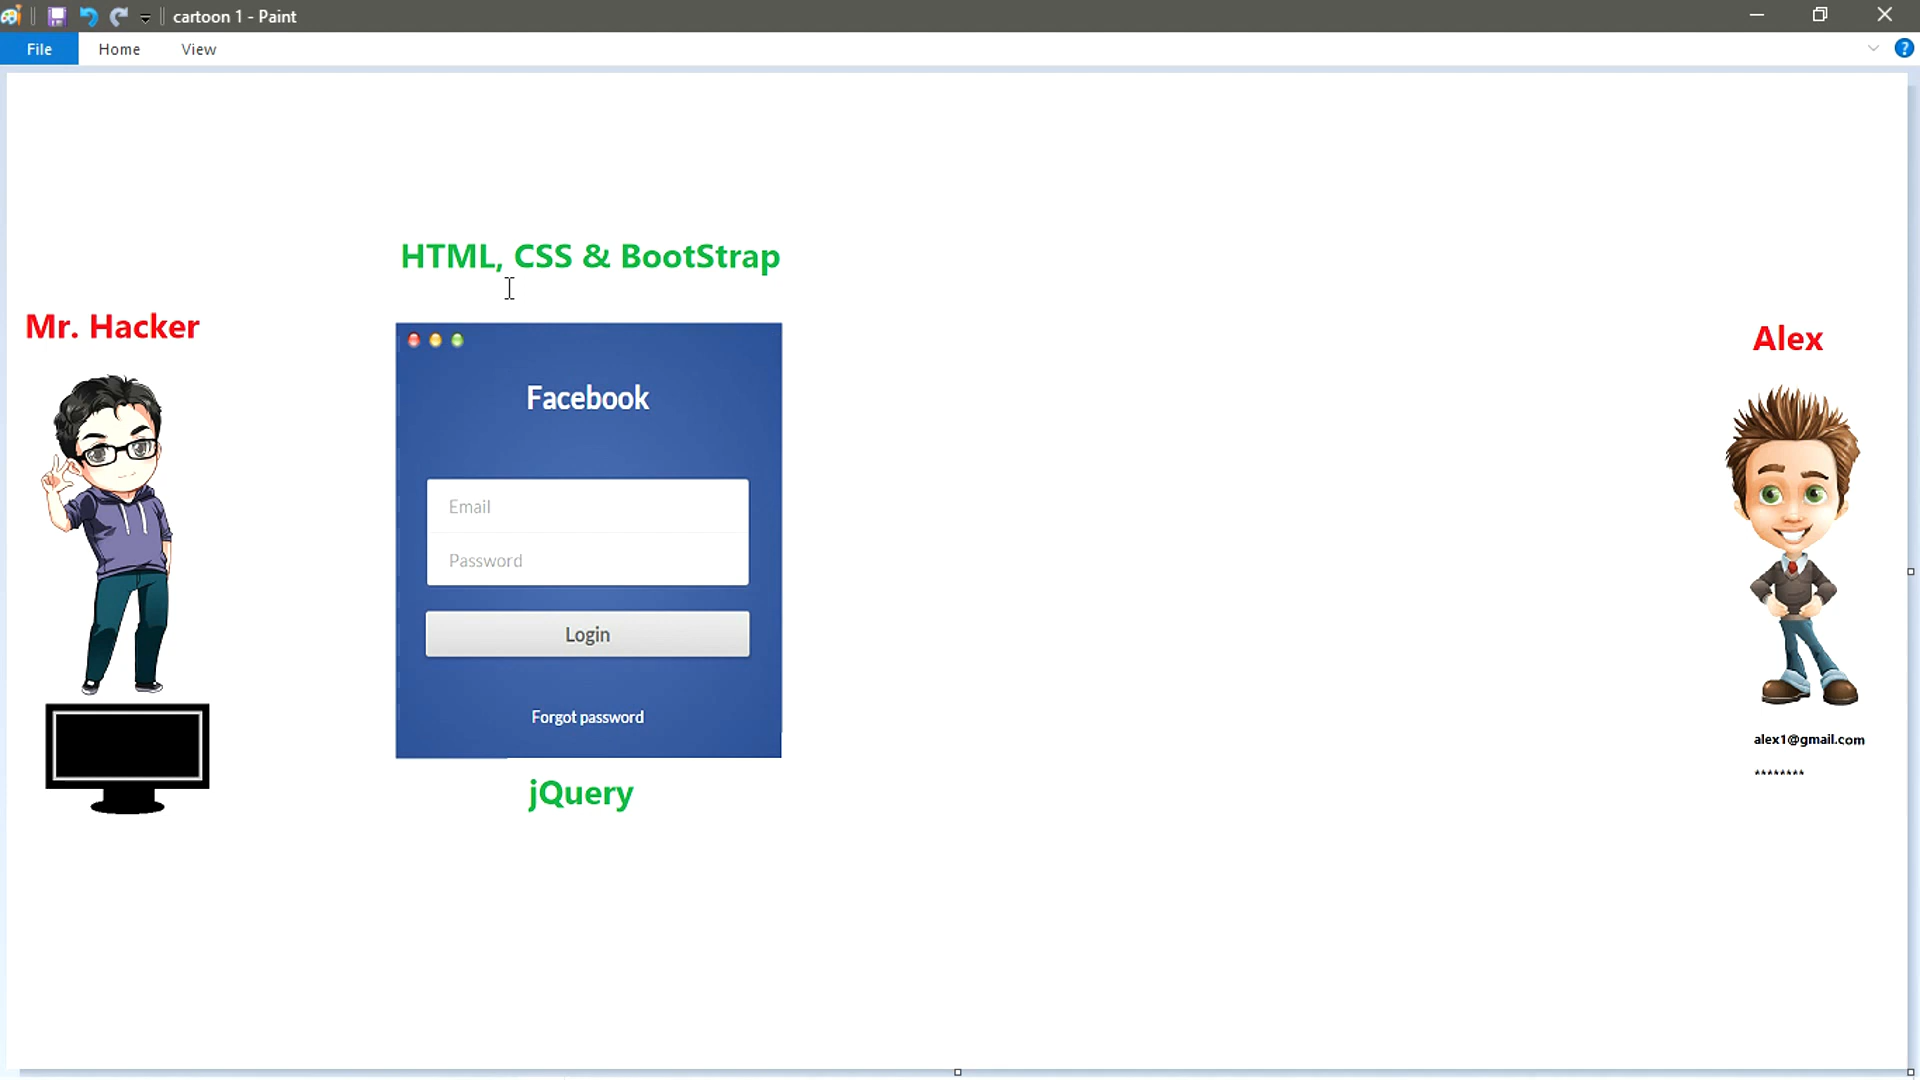 cartoon 1 - Paint
File Home View
HTML, CSS & BootStrap
Mr. Hacker
Alex
Facebook
Email
Password
Login
Forgot password
jQuery
alex1@gmail.com
********